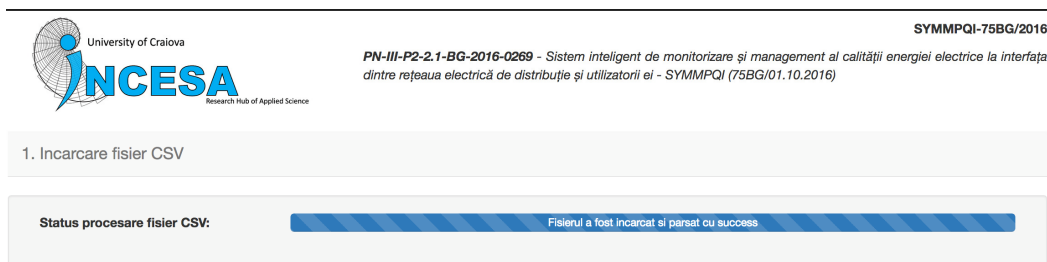 University of Craiova
INCESA
Research Hub of Applied Science
SYMMPQI-75BG/2016
PN-III-P2-2.1-BG-2016-0269 - Sistem inteligent de monitorizare și management al calității energiei electrice la interfața
dintre rețeaua electrică de distribuție și utilizatorii ei - SYMMPQI (75BG/01.10.2016)
1. Incarcare fisier CSV
Status procesare fisier CSV:
Fisierul a fost incarcat si parsat cu success